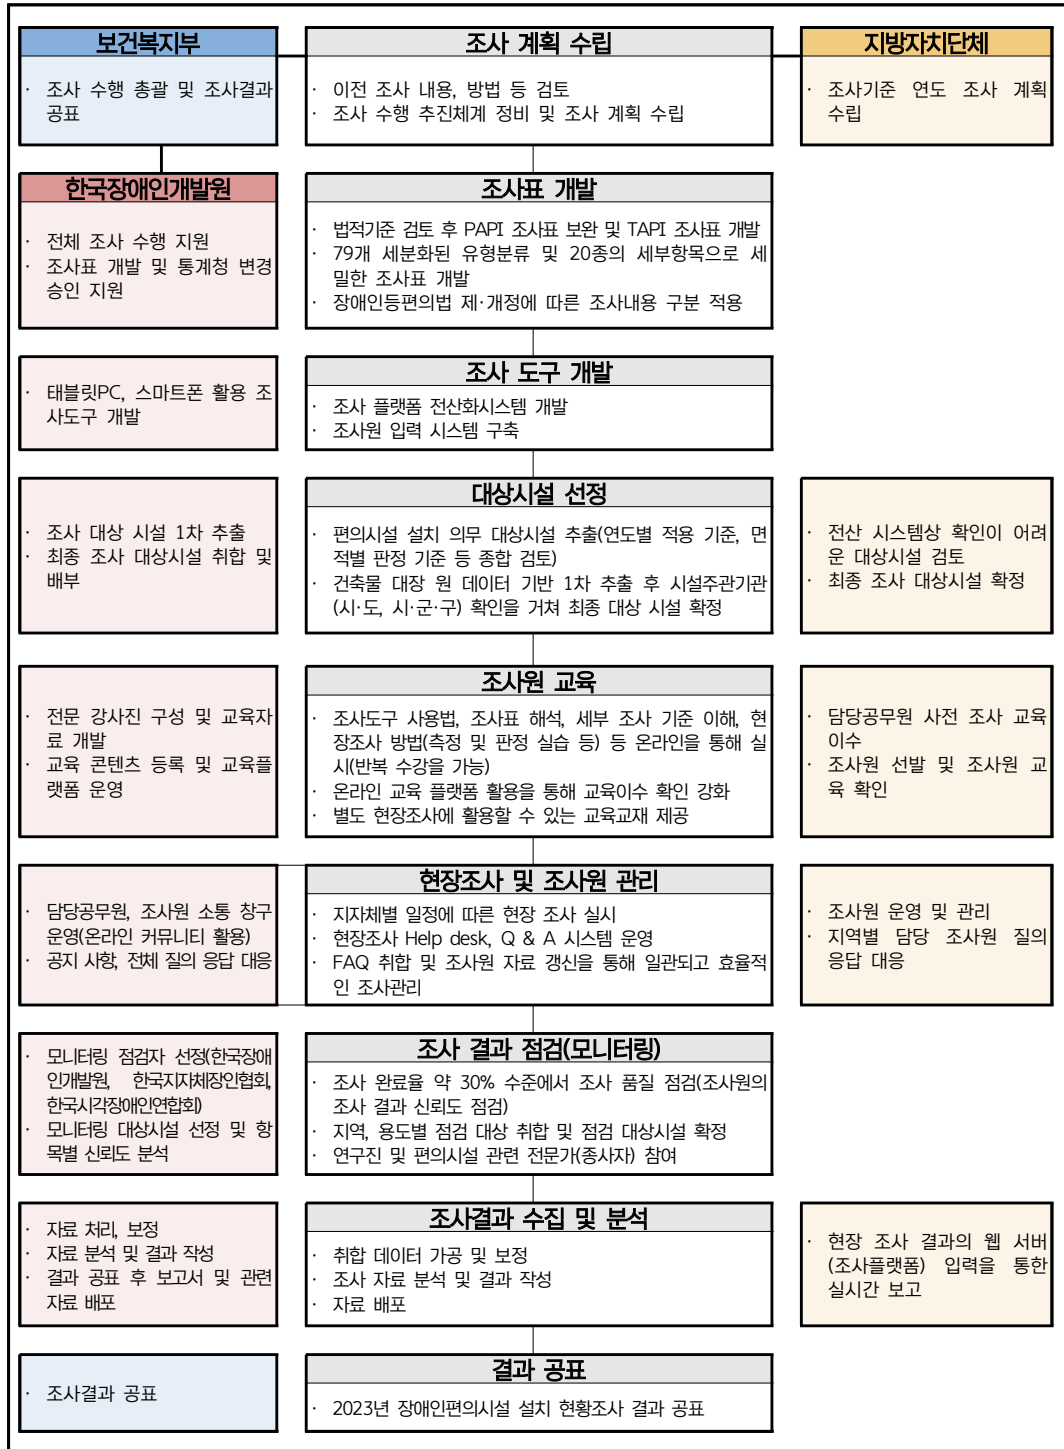 보건복지부
· 조사 수행 총괄 및 조사결과
공표
조사 계획 수립
· 이전 조사 내용, 방법 등 검토
· 조사 수행 추진체계 정비 및 조사 계획 수립
지방자치단체
· 조사기준 연도 조사 계획
수립
한국장애인개발원
· 전체 조사 수행 지원
· 조사표 개발 및 통계청 변경
승인 지원
조사표 개발
· 법적기준 검토 후 PAPI 조사표 보완 및 TAPI 조사표 개발
· 79개 세분화된 유형분류 및 20종의 세부항목으로 세
밀한 조사표 개발
· 장애인등편의법 제·개정에 따른 조사내용 구분 적용
· 태블릿PC, 스마트폰 활용 조
사도구 개발
조사 도구 개발
· 조사 플랫폼 전산화시스템 개발
· 조사원 입력 시스템 구축
· 조사 대상 시설 1차 추출
· 최종 조사 대상시설 취합 및
배부
대상시설 선정
· 편의시설 설치 의무 대상시설 추출(연도별 적용 기준, 면
적별 판정 기준 등 종합 검토)
· 건축물 대장 원 데이터 기반 1차 추출 후 시설주관기관
(시·도, 시·군·구) 확인을 거쳐 최종 대상 시설 확정
· 전산 시스템상 확인이 어려
운 대상시설 검토
· 최종 조사 대상시설 확정
· 전문 강사진 구성 및 교육자
료 개발
· 교육 콘텐츠 등록 및 교육플
랫폼 운영
조사원 교육
· 조사도구 사용법, 조사표 해석, 세부 조사 기준 이해, 현
장조사 방법(측정 및 판정 실습 등) 등 온라인을 통해 실
시(반복 수강을 가능)
· 온라인 교육 플랫폼 활용을 통해 교육이수 확인 강화
· 별도 현장조사에 활용할 수 있는 교육교재 제공
· 담당공무원 사전 조사 교육
이수
· 조사원 선발 및 조사원 교
육 확인
· 담당공무원, 조사원 소통 창구
운영(온라인 커뮤니티 활용)
· 공지 사항, 전체 질의 응답 대응
현장조사 및 조사원 관리
· 지자체별 일정에 따른 현장 조사 실시
· 현장조사 Help desk, Q & A 시스템 운영
· FAQ 취합 및 조사원 자료 갱신을 통해 일관되고 효율적
인 조사관리
· 조사원 운영 및 관리
· 지역별 담당 조사원 질의
응답 대응
· 모니터링 점검자 선정(한국장애
인개발원, 한국지자체장인협회,
한국시각장애인연합회)
· 모니터링 대상시설 선정 및 항
목별 신뢰도 분석
조사 결과 점검(모니터링)
· 조사 완료율 약 30% 수준에서 조사 품질 점검(조사원의
조사 결과 신뢰도 점검)
· 지역, 용도별 점검 대상 취합 및 점검 대상시설 확정
· 연구진 및 편의시설 관련 전문가(종사자) 참여
· 자료 처리, 보정
· 자료 분석 및 결과 작성
· 결과 공표 후 보고서 및 관련
자료 배포
조사결과 수집 및 분석
· 취합 데이터 가공 및 보정
· 조사 자료 분석 및 결과 작성
· 자료 배포
· 현장 조사 결과의 웹 서버
(조사플랫폼) 입력을 통한
실시간 보고
· 조사결과 공표
결과 공표
· 2023년 장애인편의시설 설치 현황조사 결과 공표